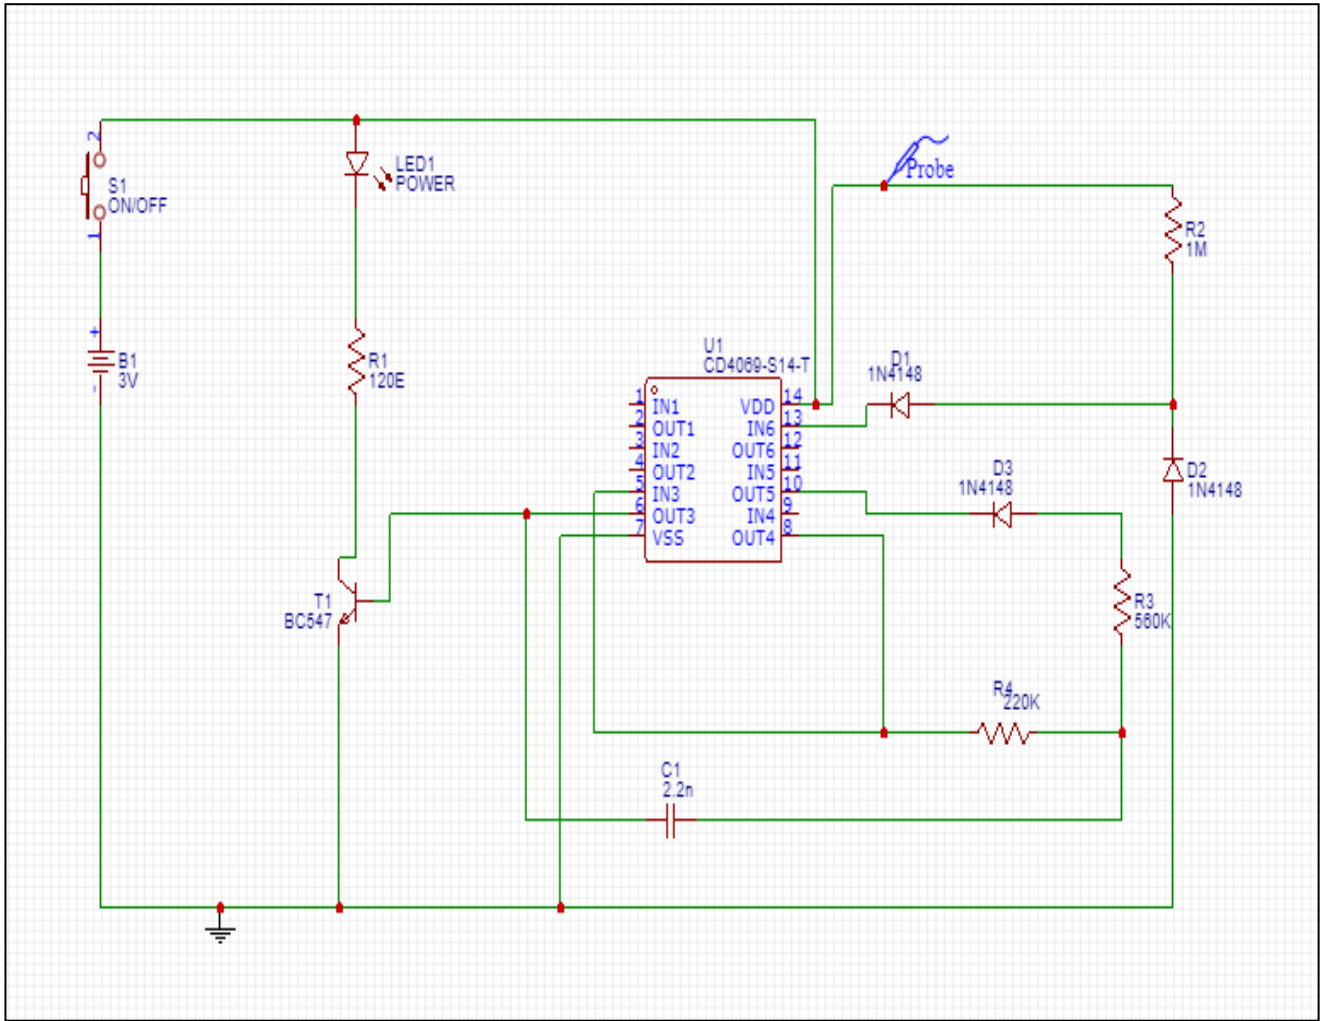 2
S1
ON/OFF
1
+
B1
3V
-
LED1
POWER
R1
120E
T1
BC547
Probe
R2
1M
U1
CD4069-S14-T
1 IN1
2 OUT1
3 IN2
4 OUT2
5 IN3
6 OUT3
7 VSS
VDD 14
IN6 13
OUT6 12
IN5 11
OUT5 10
IN4 9
OUT4 8
D1
1N4148
D3
1N4148
D2
1N4148
R3
560K
R4
220K
C1
2.2n